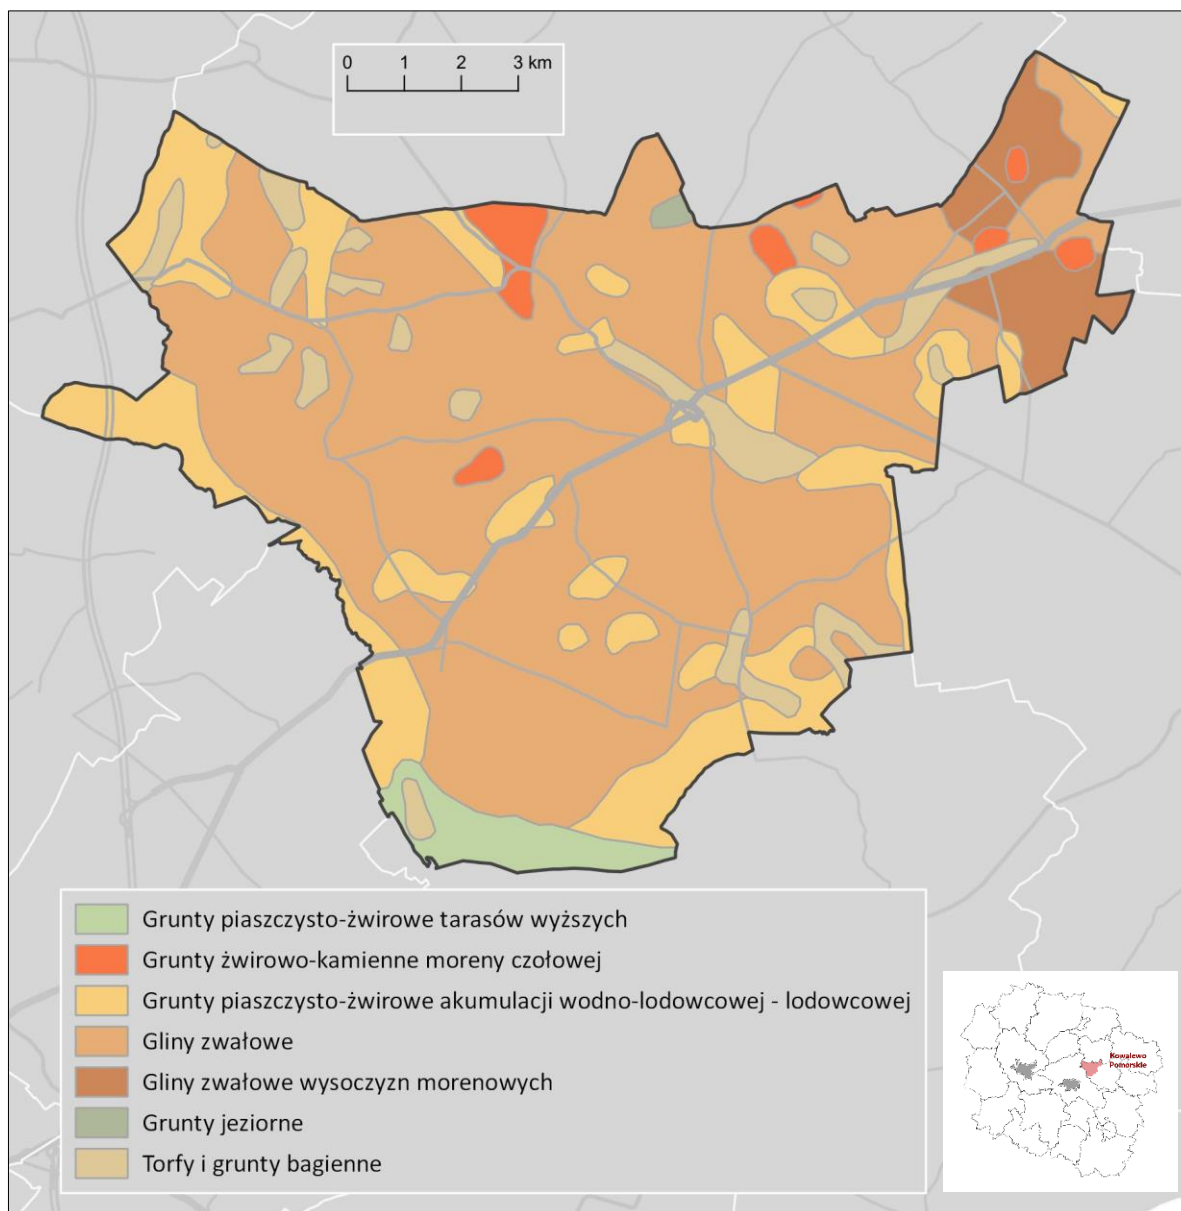 0 1 2 3 km
Grunty piaszczysto-żwirowe tarasów wyższych
Grunty żwirowo-kamienne moreny czołowej
Grunty piaszczysto-żwirowe akumulacji wodno-lodowcowej - lodowcowej
Gliny zwałowe
Gliny zwałowe wysoczyzn morenowych
Grunty jeziorne
Torfy i grunty bagienne
Kowalewo
Pomorskie